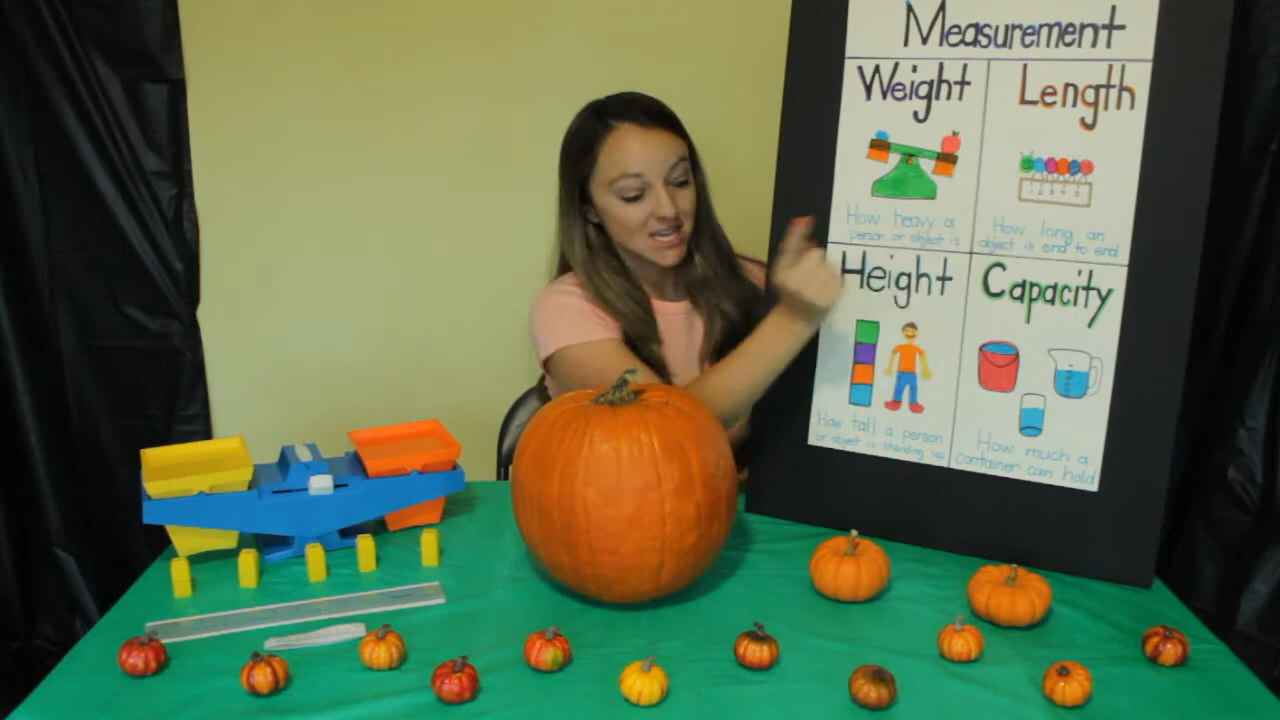 Measurement
Weight
How heavy a
person or object is
Length
How long an
object is end to end
Height
How tall a person
or object is standing up
Capacity
How much a
container can hold